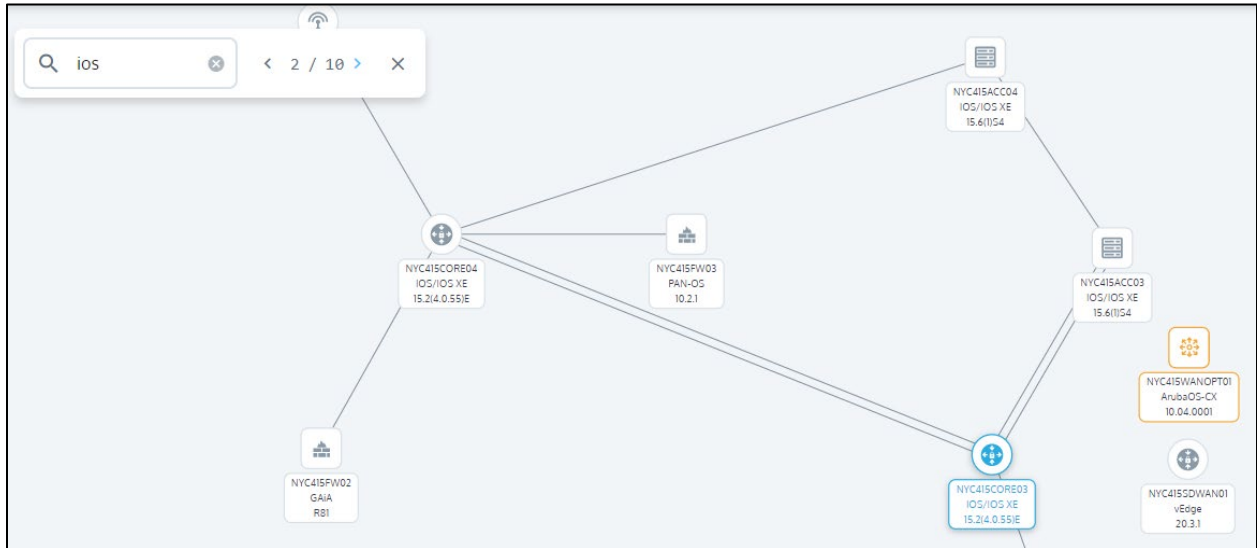 ios
2 / 10
NYC415ACC04
IOS/IOS XE
15.6(1)S4
NYC415CORE04
IOS/IOS XE
15.2(4.0.55)E
NYC415FW03
PAN-OS
10.2.1
NYC415ACC03
IOS/IOS XE
15.6(1)S4
NYC415WANOPT01
ArubaOS-CX
10.04.0001
NYC415FW02
GAiA
R81
NYC415CORE03
IOS/IOS XE
15.2(4.0.55)E
NYC415SDWAN01
vEdge
20.3.1